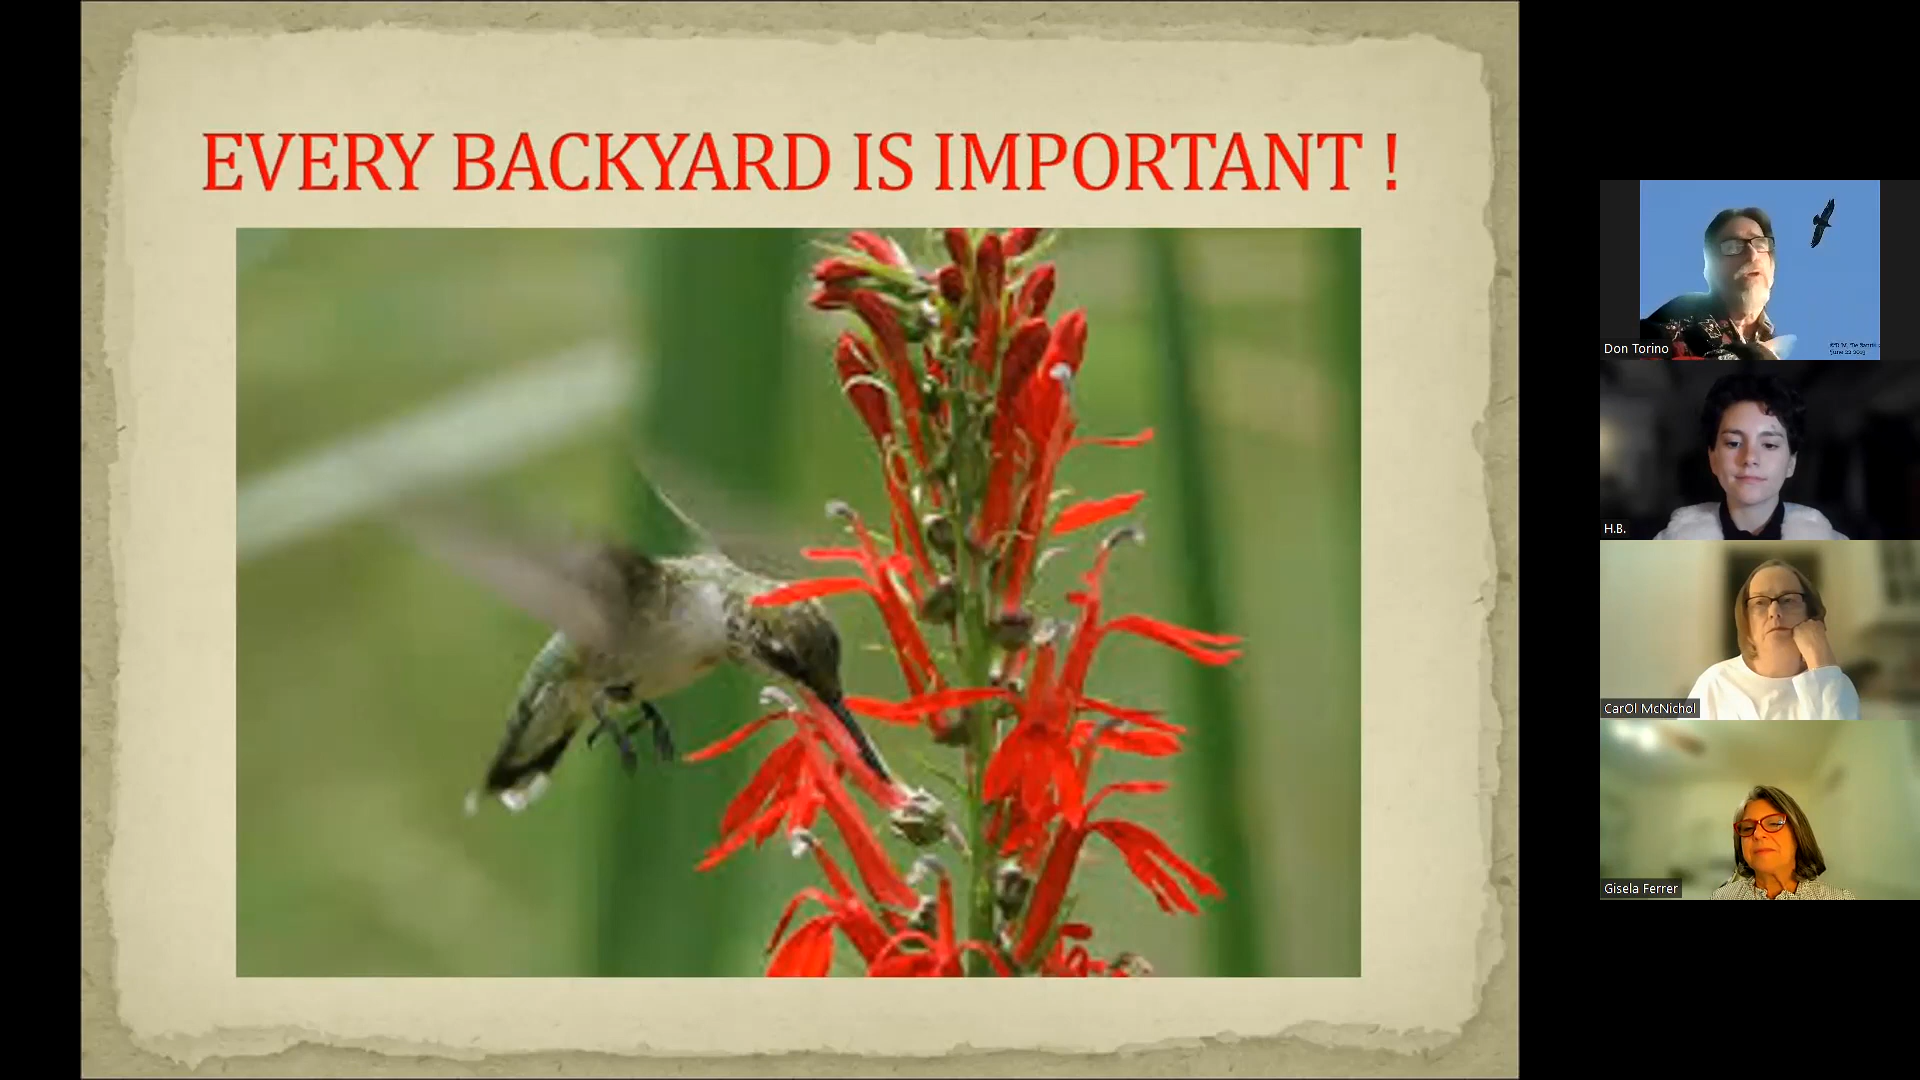 EVERY BACKYARD IS IMPORTANT !
Don Torino
H.B.
CarOl McNichol
Gisela Ferrer